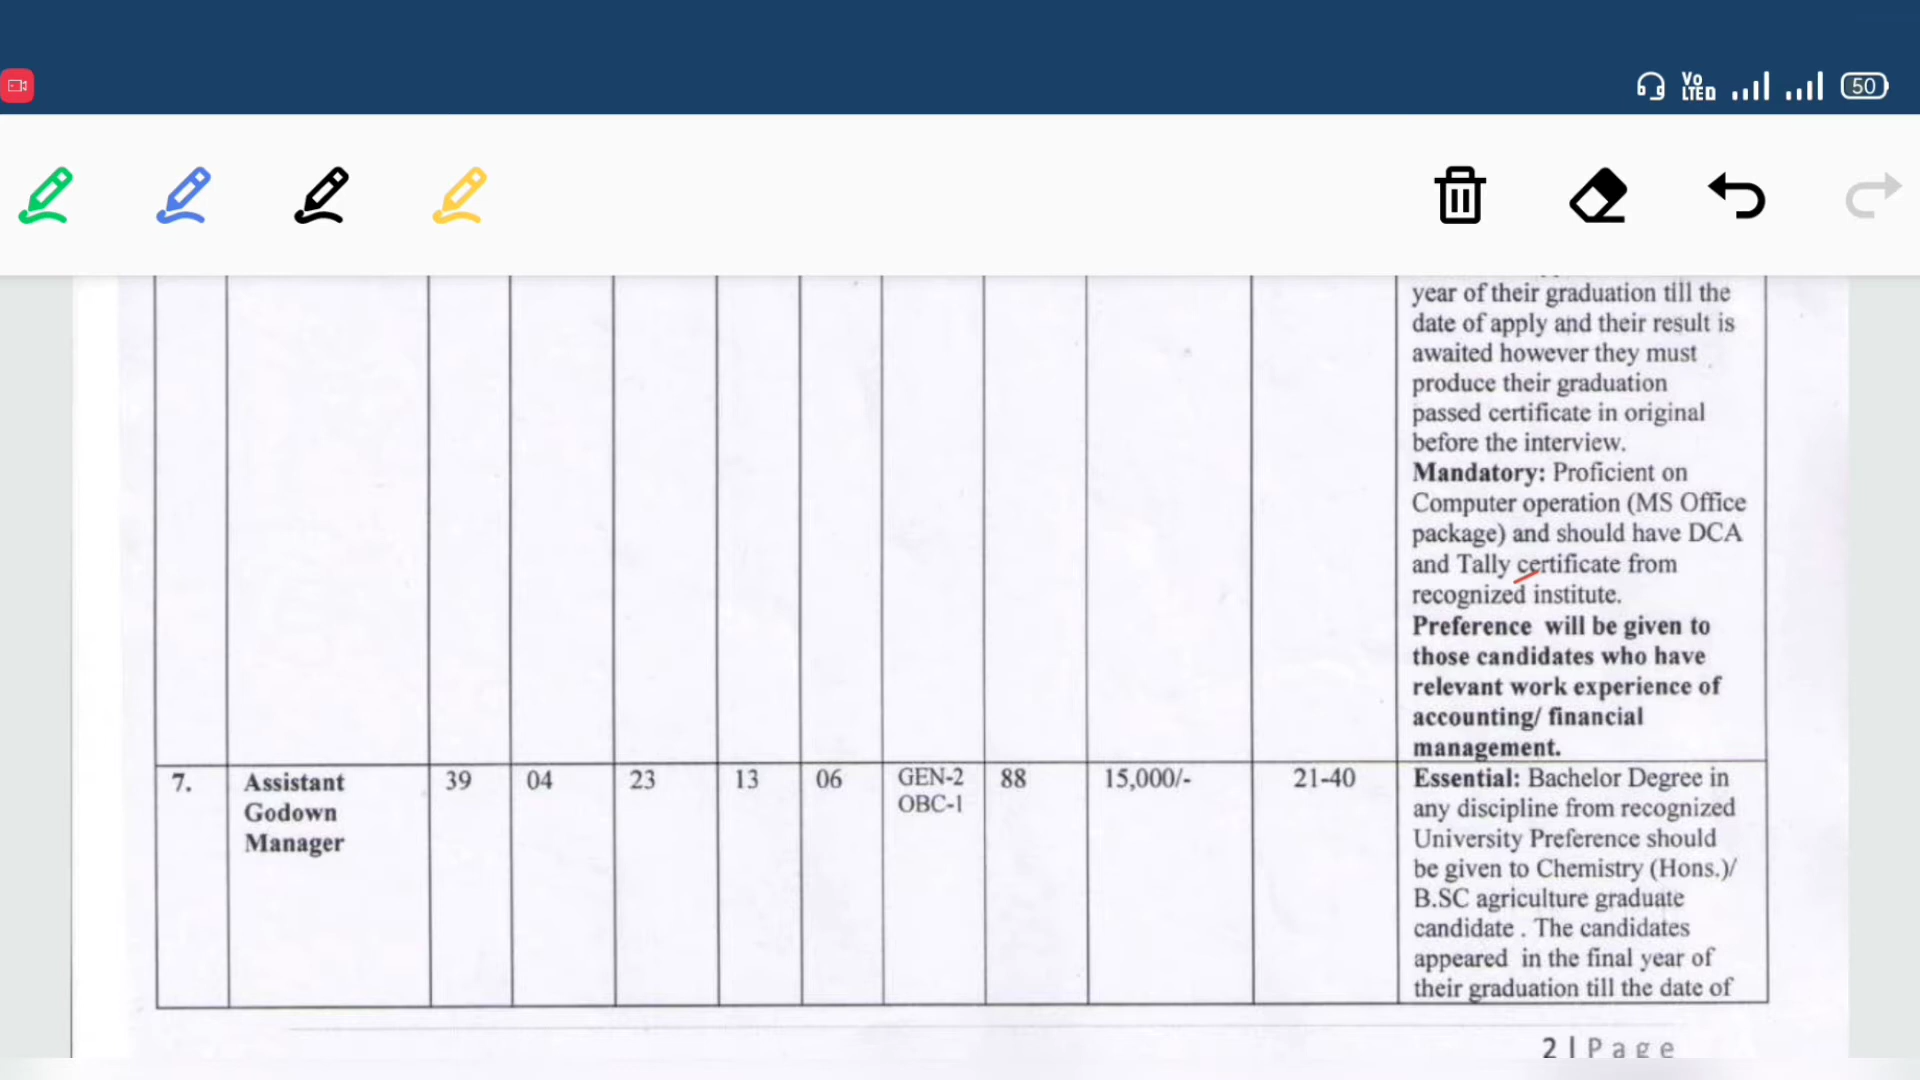 Vo
LTED
50
year of their graduation till the
date of apply and their result is
awaited however they must
produce their graduation
passed certificate in original
before the interview.
Mandatory: Proficient on
Computer operation (MS Office
package) and should have DCA
and Tally certificate from
recognized institute.
Preference will be given to
those candidates who have
relevant work experience of
accounting/ financial
management.
7.
Assistant
Godown
Manager
39
04
23
13
06
GEN-2
OBC-1
88
15,000/-
21-40
Essential: Bachelor Degree in
any discipline from recognized
University Preference should
be given to Chemistry (Hons.)/
B.SC agriculture graduate
candidate . The candidates
appeared in the final year of
their graduation till the date of
2 | Page